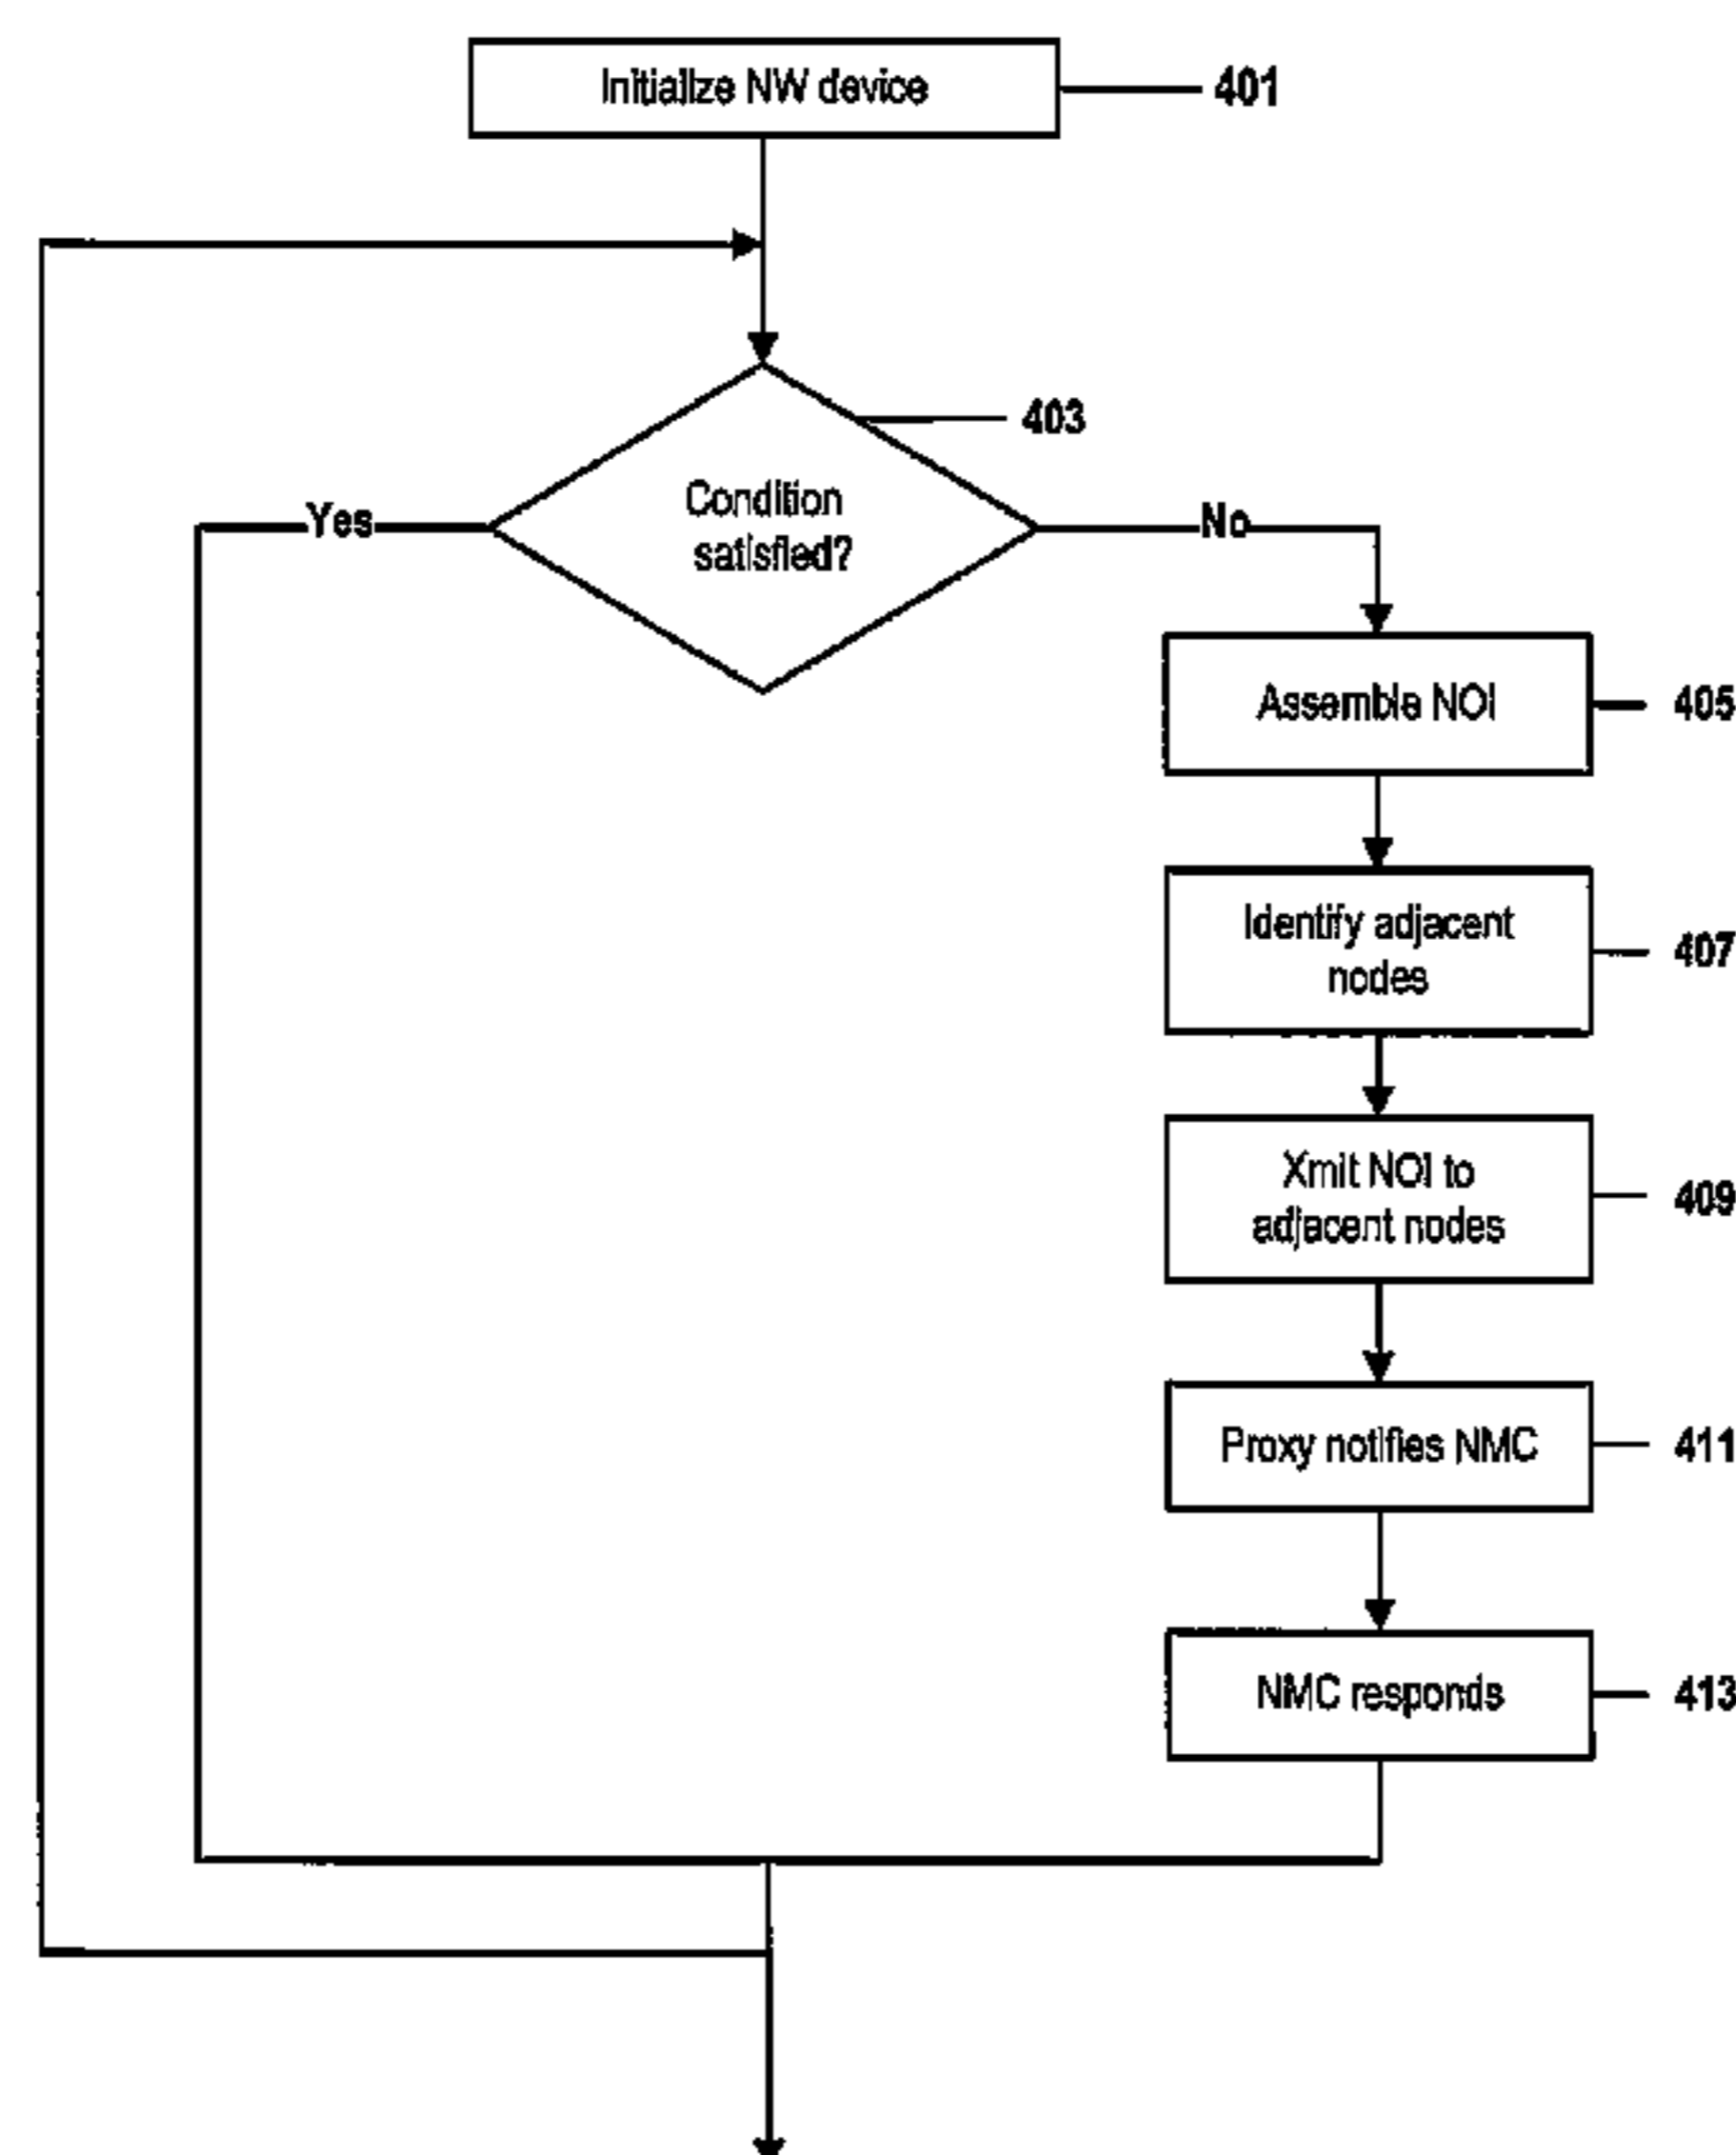 Initialize NW device
401
403
Condition
satisfied?
Yes
No
Assemble NOI
405
Identify adjacent
nodes
407
Xmit NOI to
adjacent nodes
409
Proxy notifies NMC
411
NMC responds
413